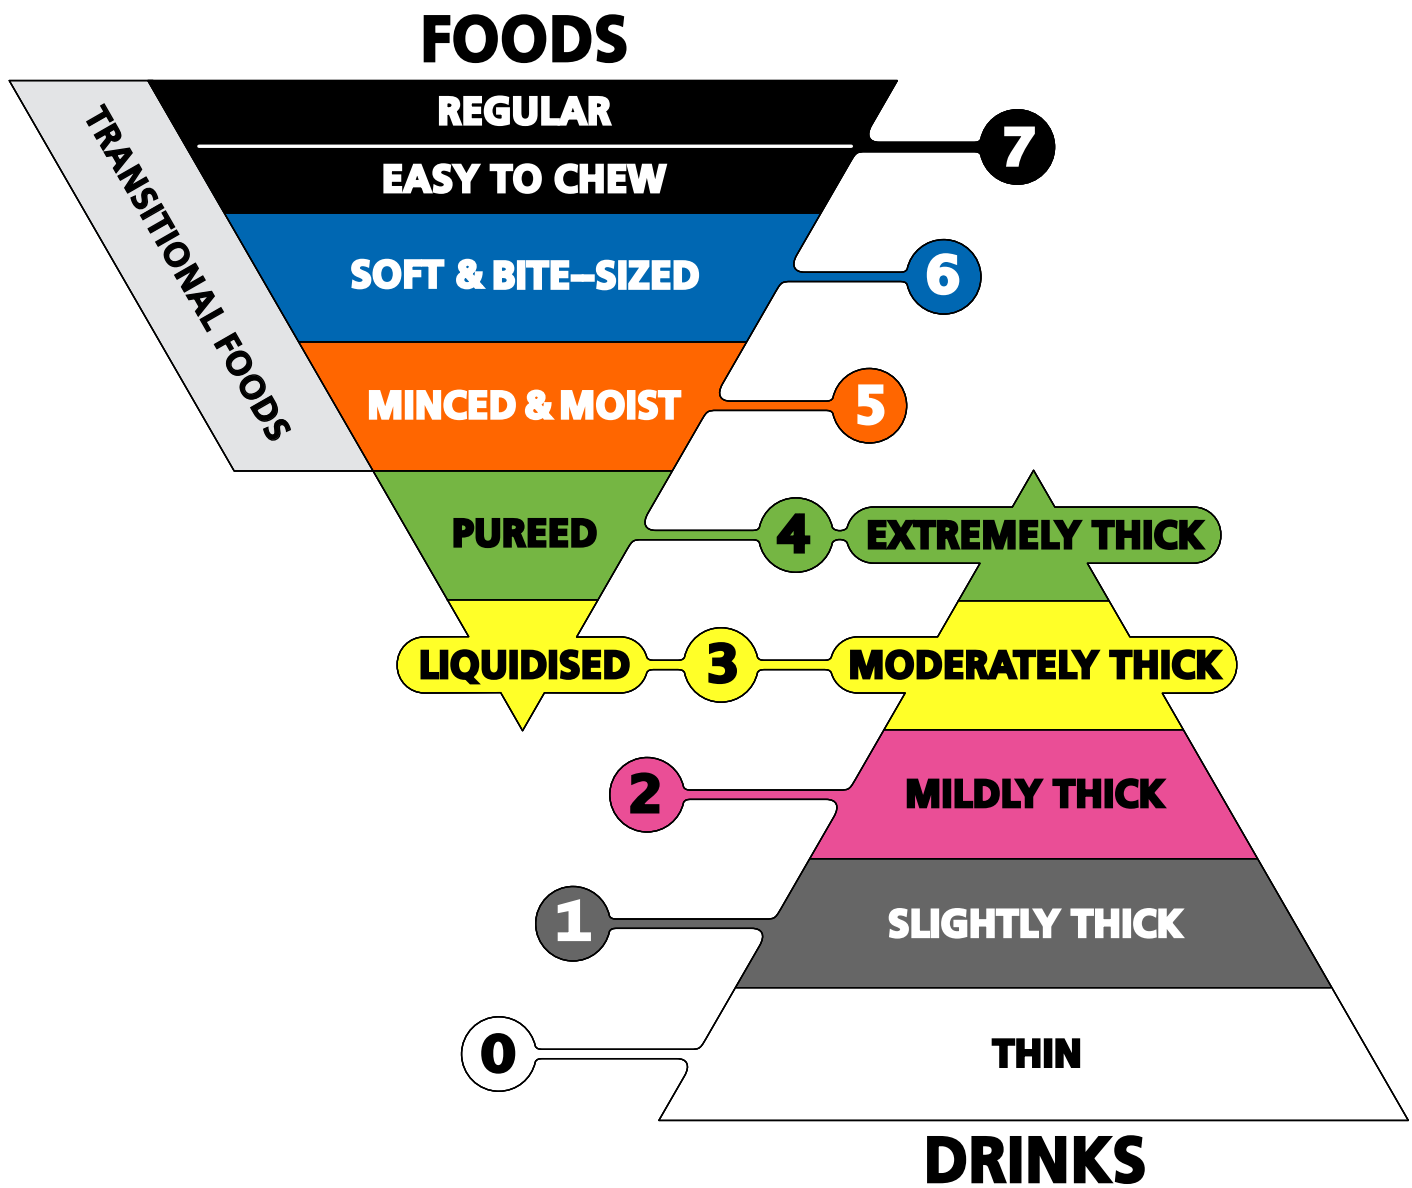 FOODS
REGULAR
EASY TO CHEW
7
TRANSITIONAL FOODS
SOFT & BITE–SIZED
6
MINCED & MOIST
5
PUREED
4
EXTREMELY THICK
LIQUIDISED
3
MODERATELY THICK
2
MILDLY THICK
1
SLIGHTLY THICK
0
THIN
DRINKS